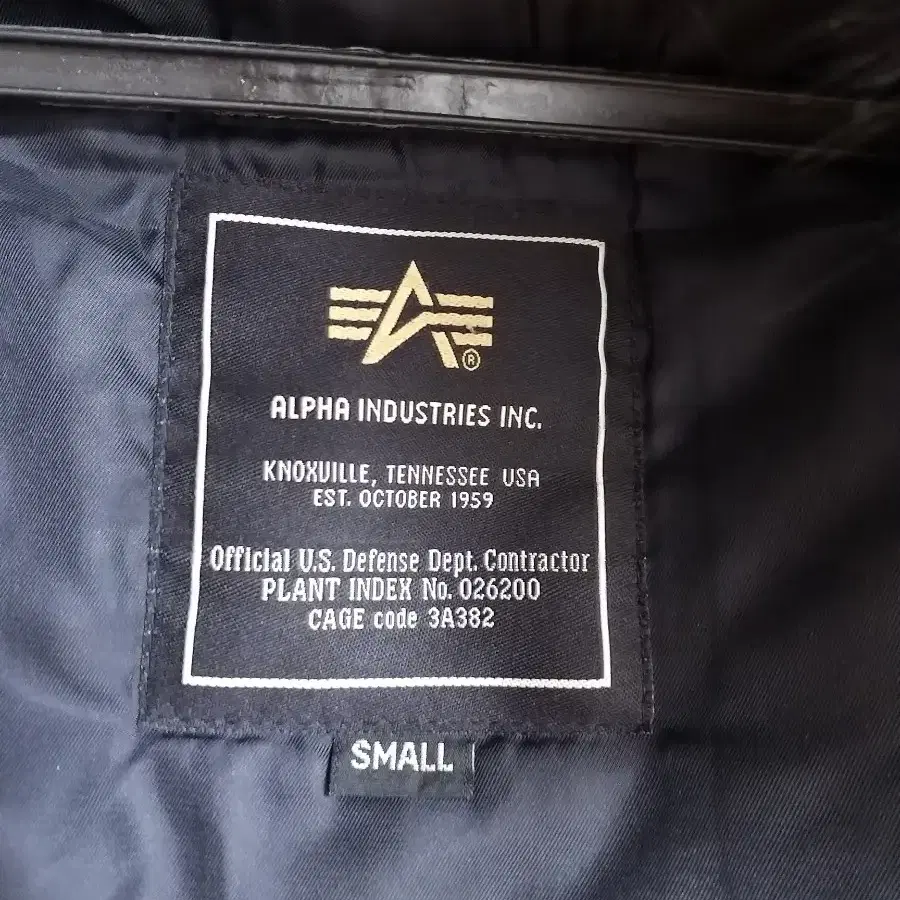 ®
ALPHA INDUSTRIES INC.
KNOXVILLE, TENNESSEE USA
EST. OCTOBER 1959
Official U.S. Defense Dept. Contractor
PLANT INDEX No. 026200
CAGE code 3A382
SMALL